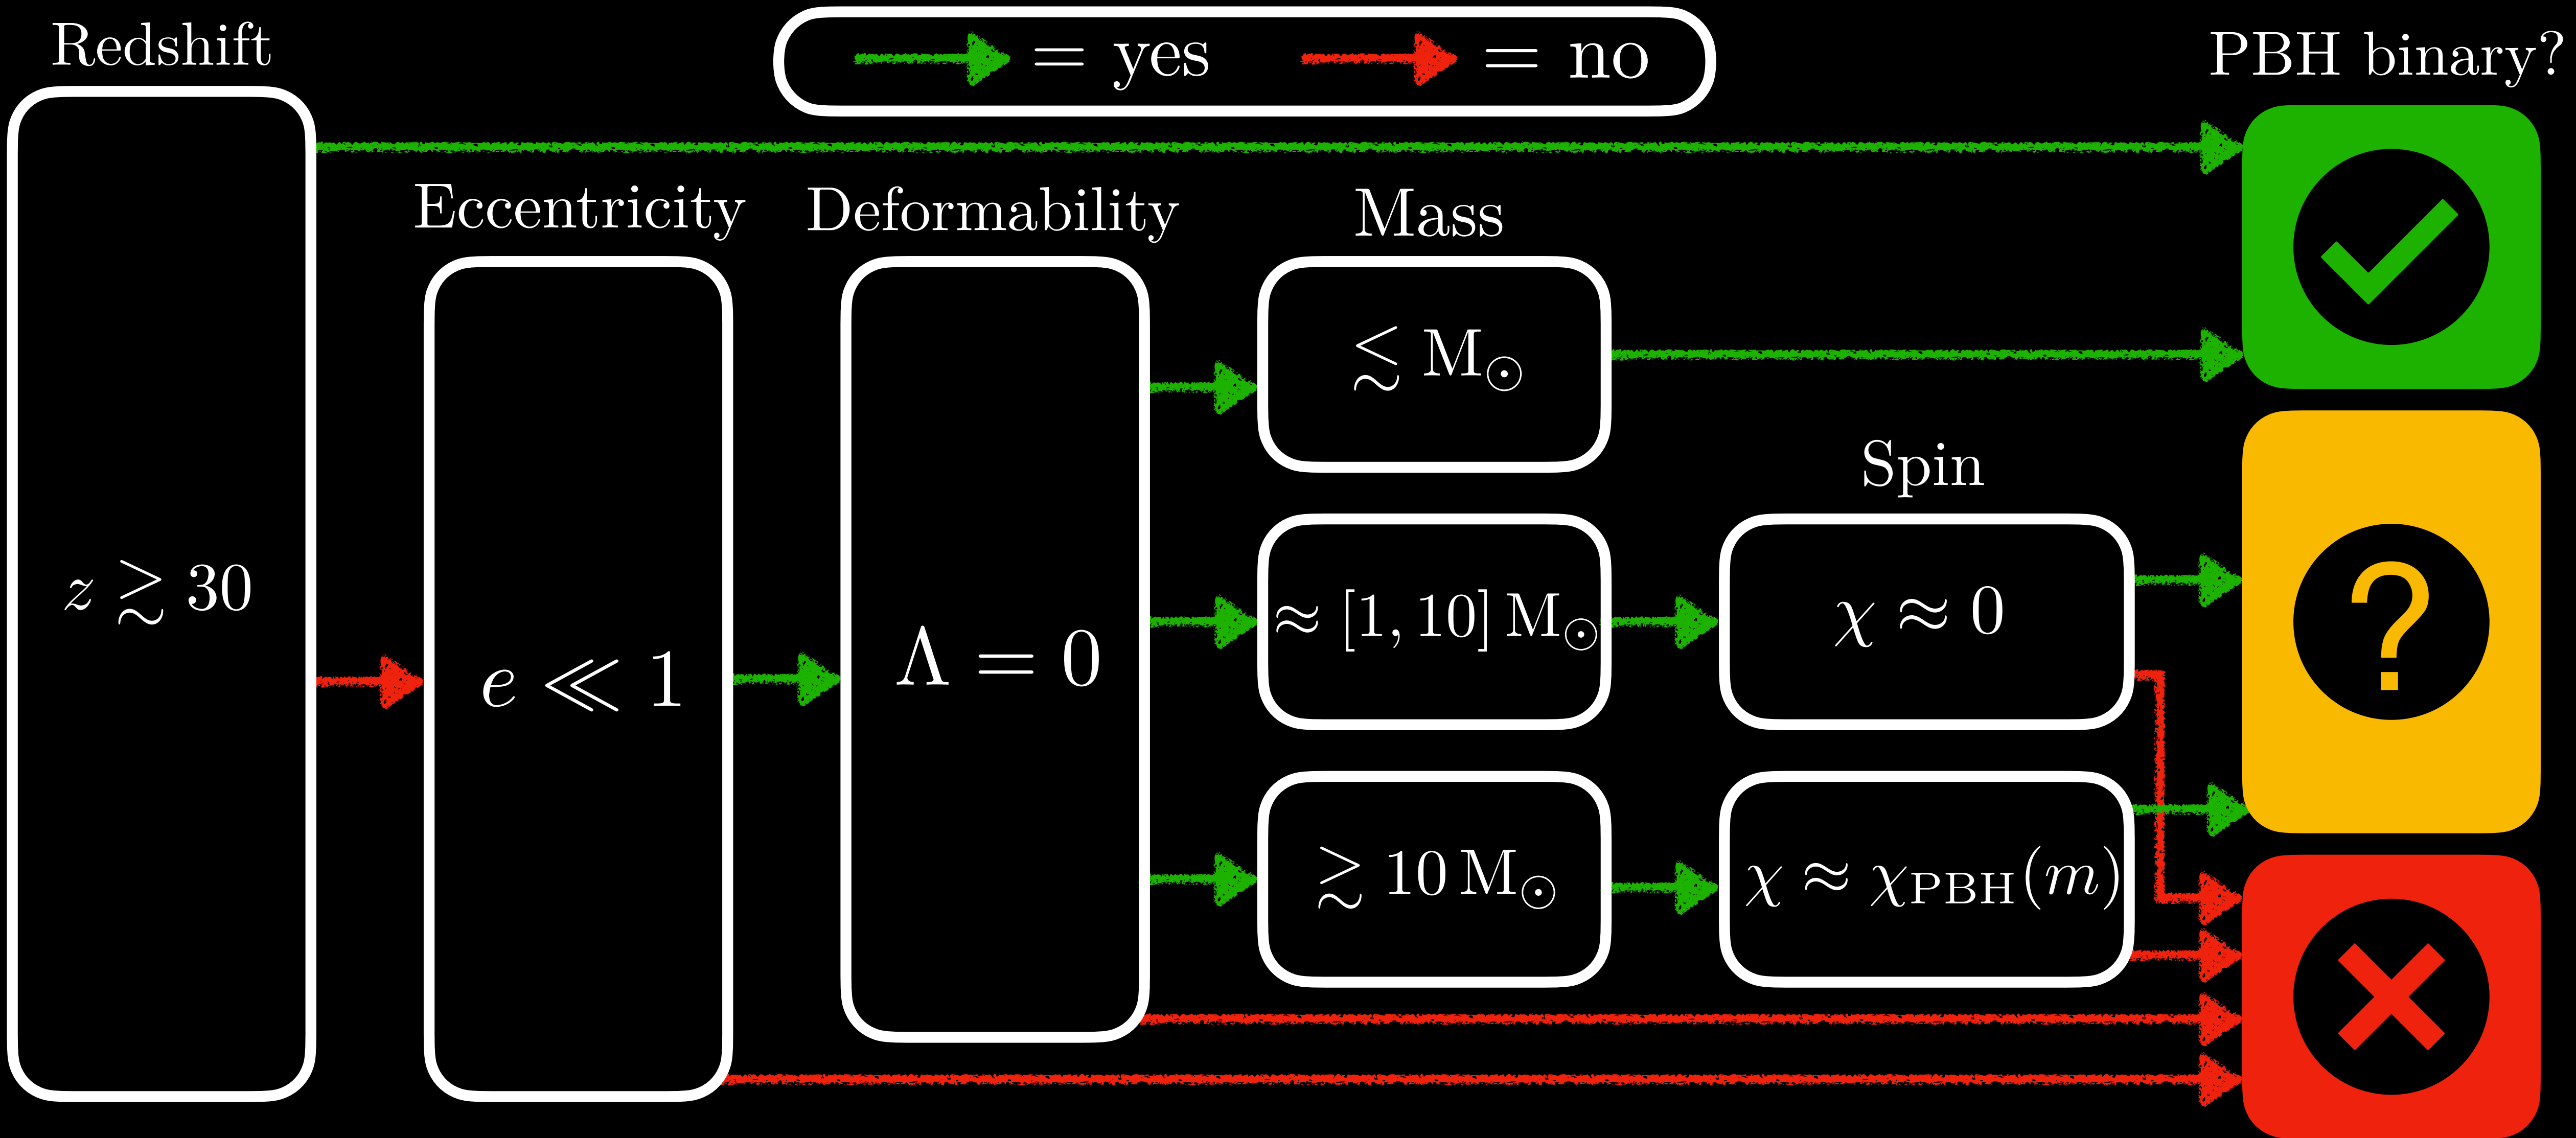 Redshift
= yes
= no
PBH binary?
Eccentricity
Deformability
Mass
≲ M⊙
Spin
z ≳ 30
e ≪ 1
Λ = 0
≈ [1, 10] M⊙
χ ≈ 0
?
≳ 10 M⊙
χ ≈ χPBH(m)